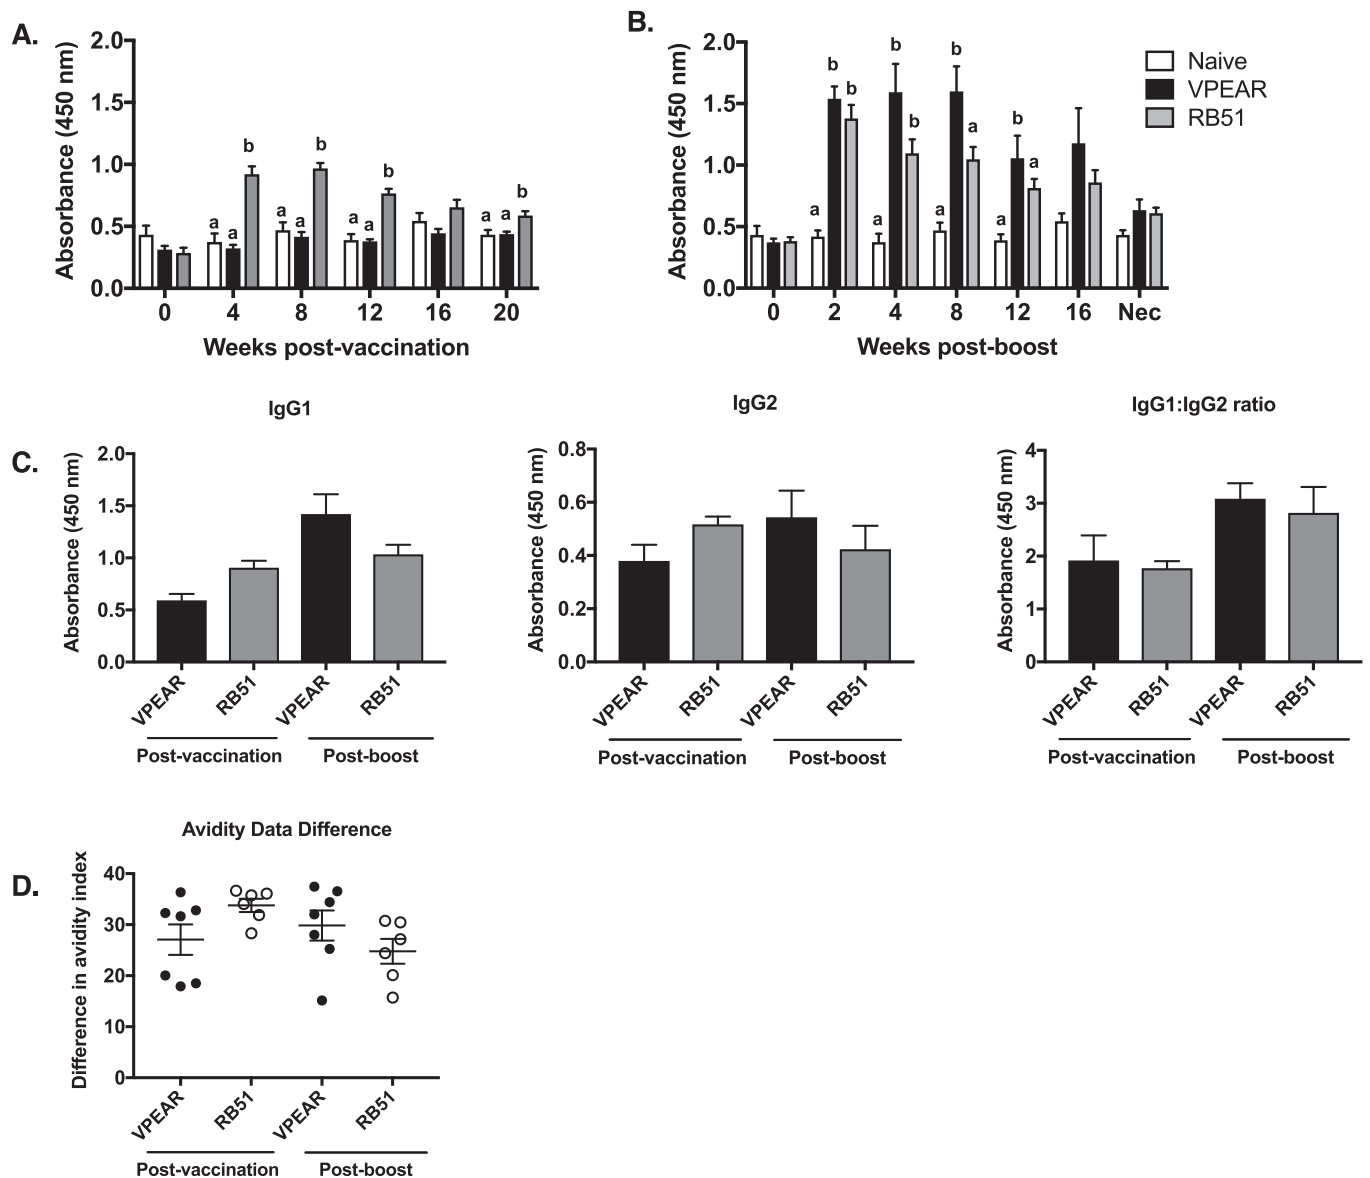 A.
Absorbance (450 nm)
2.0
1.5
1.0
0.5
0.0
a
b
a
a
a
b
a
a
b
a
a
b
0 4 8 12 16 20
Weeks post-vaccination
B.
Absorbance (450 nm)
2.0
1.5
1.0
0.5
0.0
a
b
b
a
b
b
a
b
a
a
b
a
0 2 4 8 12 16 Nec
Weeks post-boost
Naive
VPEAR
RB51
C.
IgG1
Absorbance (450 nm)
2.0
1.5
1.0
0.5
0.0
VPEAR RB51 VPEAR RB51
Post-vaccination Post-boost
IgG2
Absorbance (450 nm)
0.8
0.6
0.4
0.2
0.0
VPEAR RB51 VPEAR RB51
Post-vaccination Post-boost
IgG1:IgG2 ratio
Absorbance (450 nm)
4
3
2
1
0
VPEAR RB51 VPEAR RB51
Post-vaccination Post-boost
D.
Avidity Data Difference
Difference in avidity index
40
30
20
10
0
VPEAR RB51 VPEAR RB51
Post-vaccination Post-boost